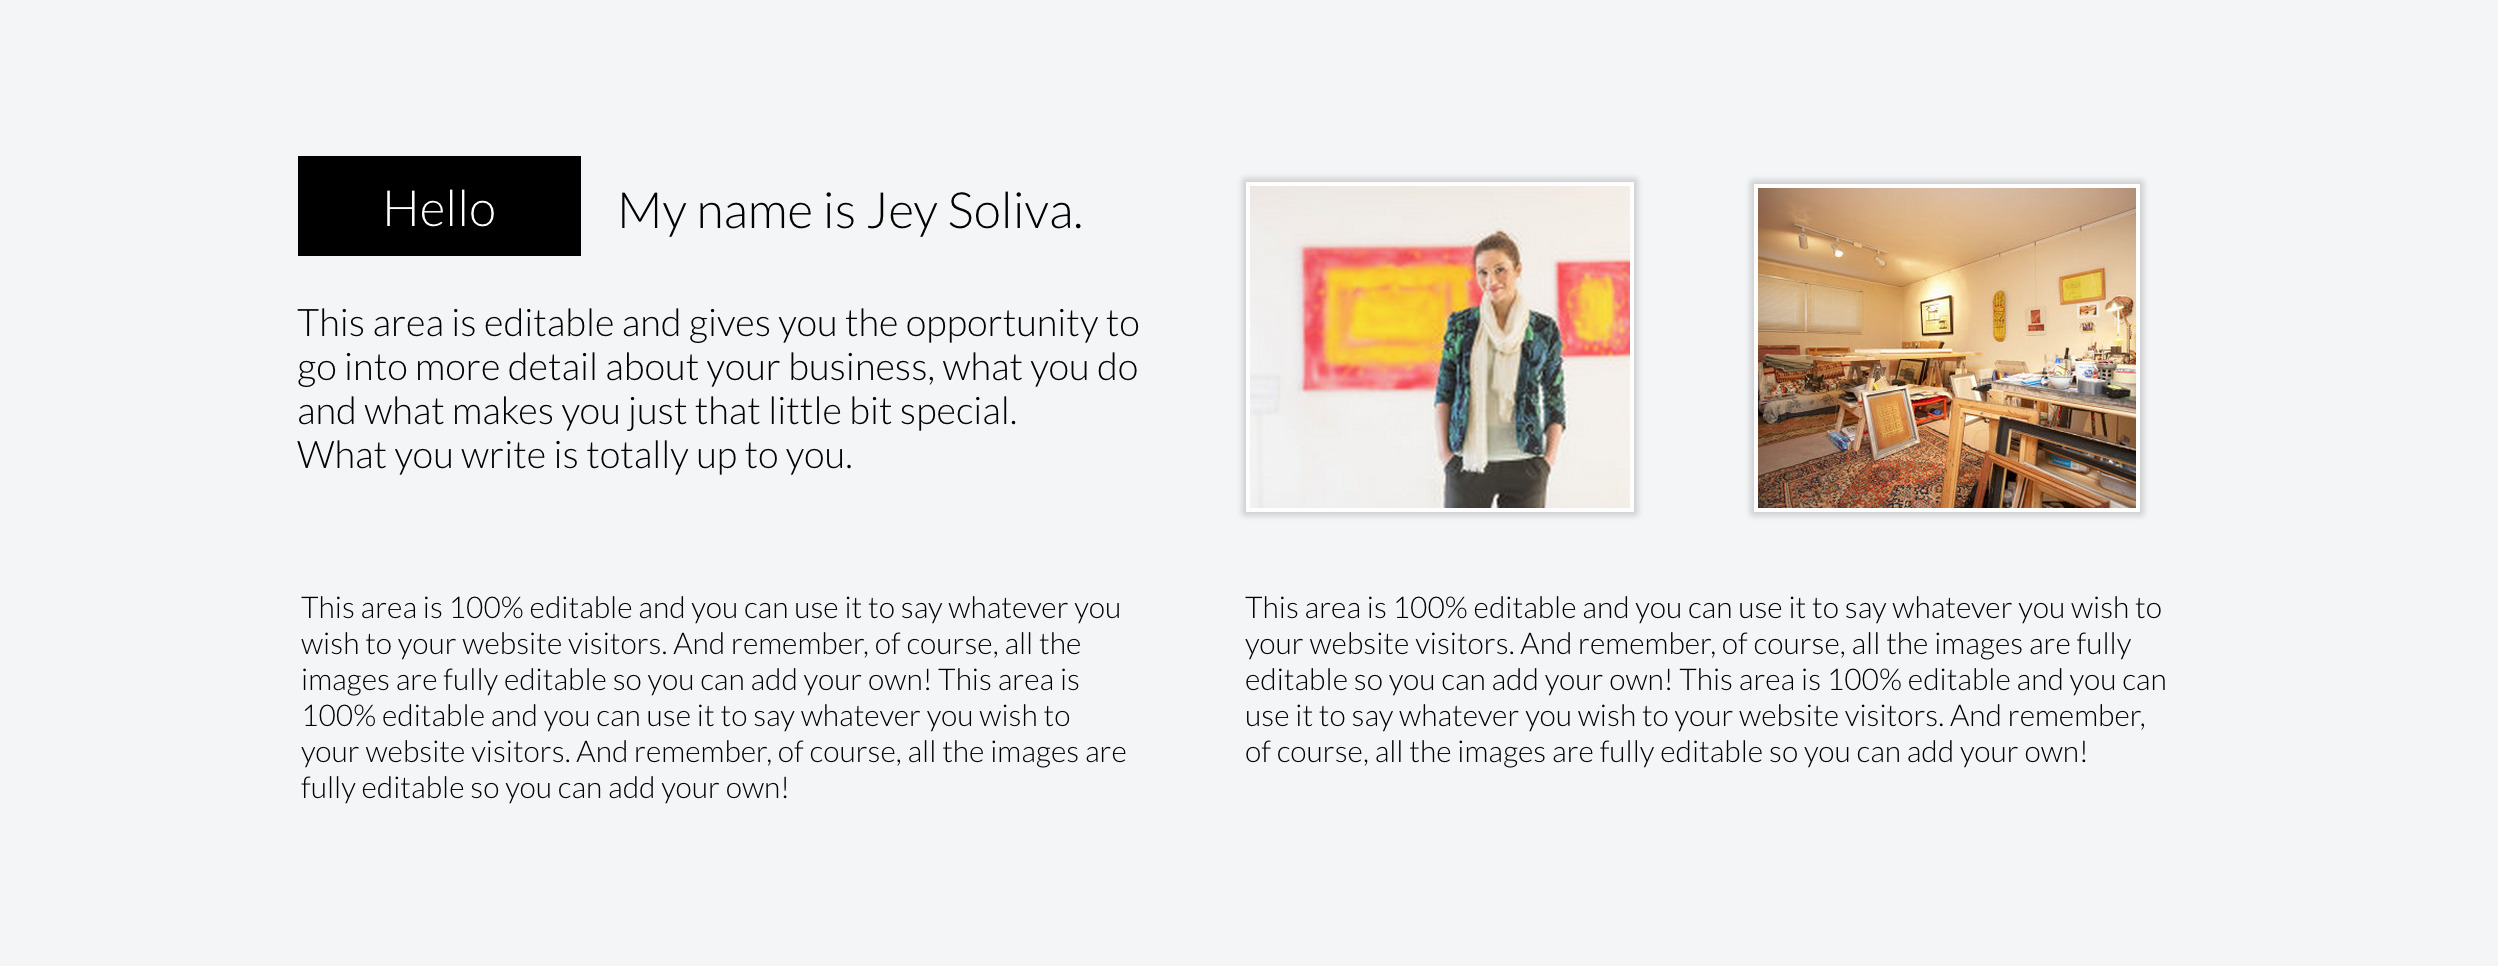 Hello
My name is Jey Soliva.
This area is editable and gives you the opportunity to
go into more detail about your business, what you do
and what makes you just that little bit special.
What you write is totally up to you.
This area is 100% editable and you can use it to say whatever you
wish to your website visitors. And remember, of course, all the
images are fully editable so you can add your own! This area is
100% editable and you can use it to say whatever you wish to
your website visitors. And remember, of course, all the images are
fully editable so you can add your own!
This area is 100% editable and you can use it to say whatever you wish to
your website visitors. And remember, of course, all the images are fully
editable so you can add your own! This area is 100% editable and you can
use it to say whatever you wish to your website visitors. And remember,
of course, all the images are fully editable so you can add your own!